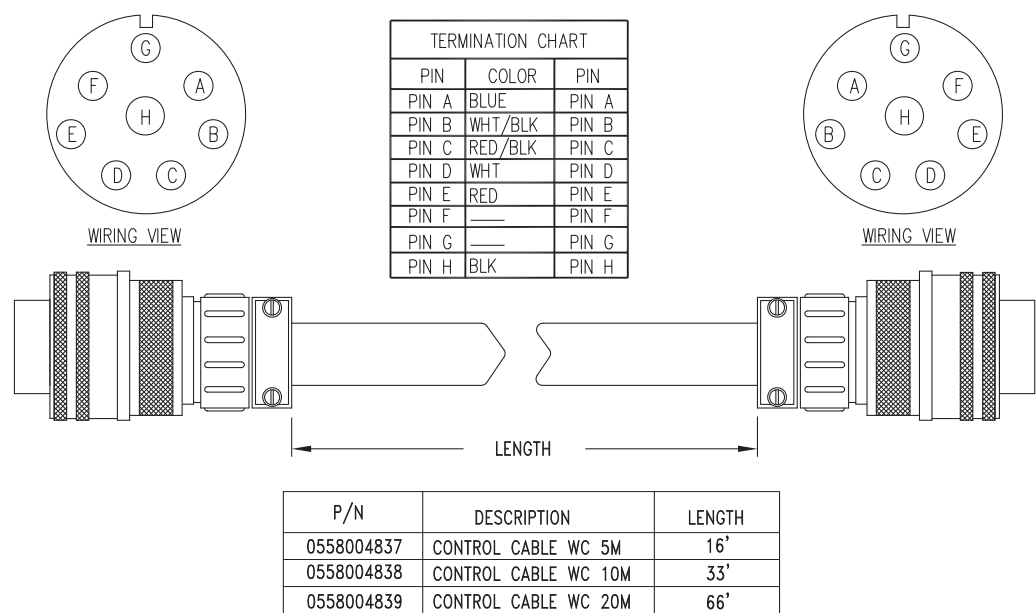 G
F
A
H
E
B
D
C
WIRING VIEW
TERMINATION CHART
PIN COLOR PIN
PIN A BLUE PIN A
PIN B WHT/BLK PIN B
PIN C RED/BLK PIN C
PIN D WHT PIN D
PIN E RED PIN E
PIN F —— PIN F
PIN G —— PIN G
PIN H BLK PIN H
G
A
F
H
B
E
C
D
WIRING VIEW
LENGTH
P/N DESCRIPTION LENGTH
0558004837 CONTROL CABLE WC 5M 16'
0558004838 CONTROL CABLE WC 10M 33'
0558004839 CONTROL CABLE WC 20M 66'